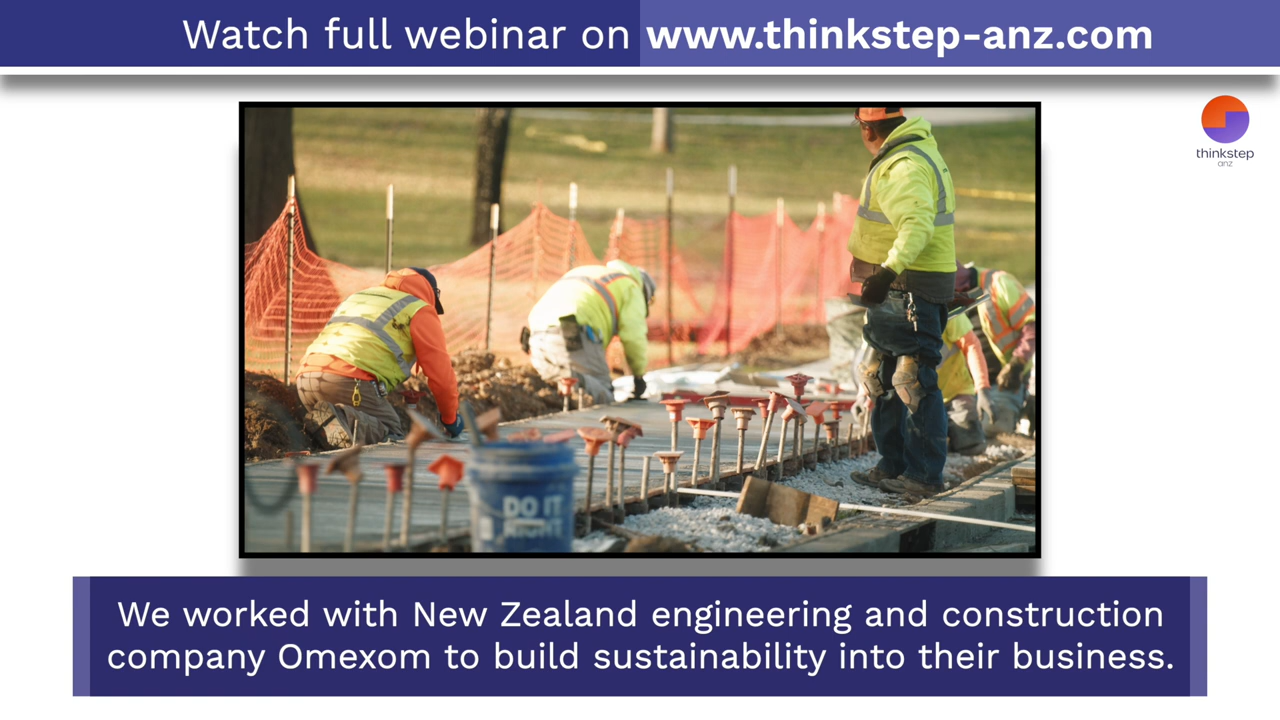 Watch full webinar on www.thinkstep-anz.com
thinkstep
anz
DO IT
RIGHT
We worked with New Zealand engineering and construction
company Omexom to build sustainability into their business.